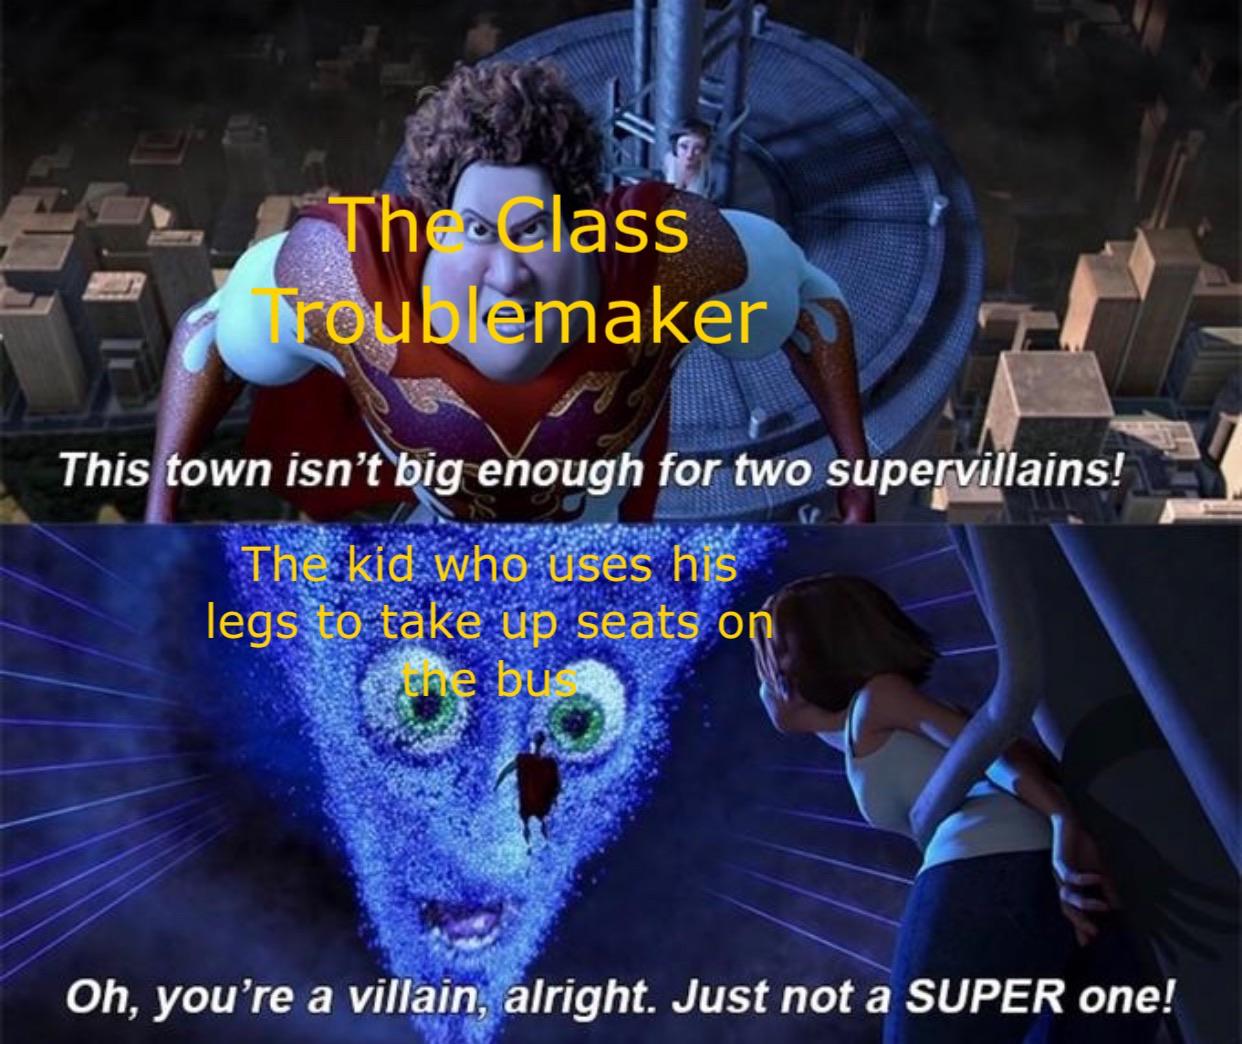 The Class
Troublemaker
This town isn't big enough for two supervillains!
The kid who uses his
legs to take up seats on
the bus
Oh, you're a villain, alright. Just not a SUPER one!